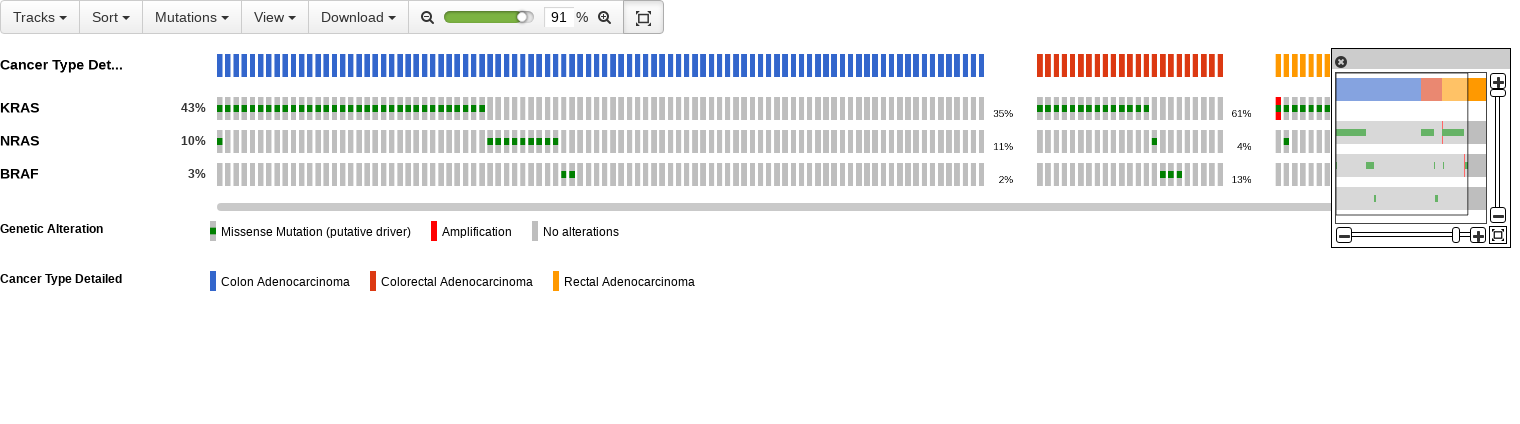 Tracks Sort Mutations View Download 91 %
Cancer Type Det...
KRAS 43% 35% 61%
NRAS 10% 11% 4%
BRAF 3% 2% 13%
Genetic Alteration Missense Mutation (putative driver) Amplification No alterations
Cancer Type Detailed Colon Adenocarcinoma Colorectal Adenocarcinoma Rectal Adenocarcinoma